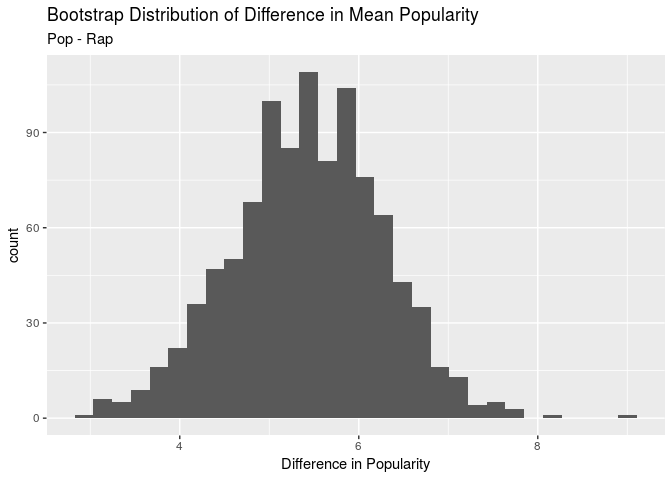 Bootstrap Distribution of Difference in Mean Popularity
Pop - Rap
90
60
30
0
count
4 6 8
Difference in Popularity